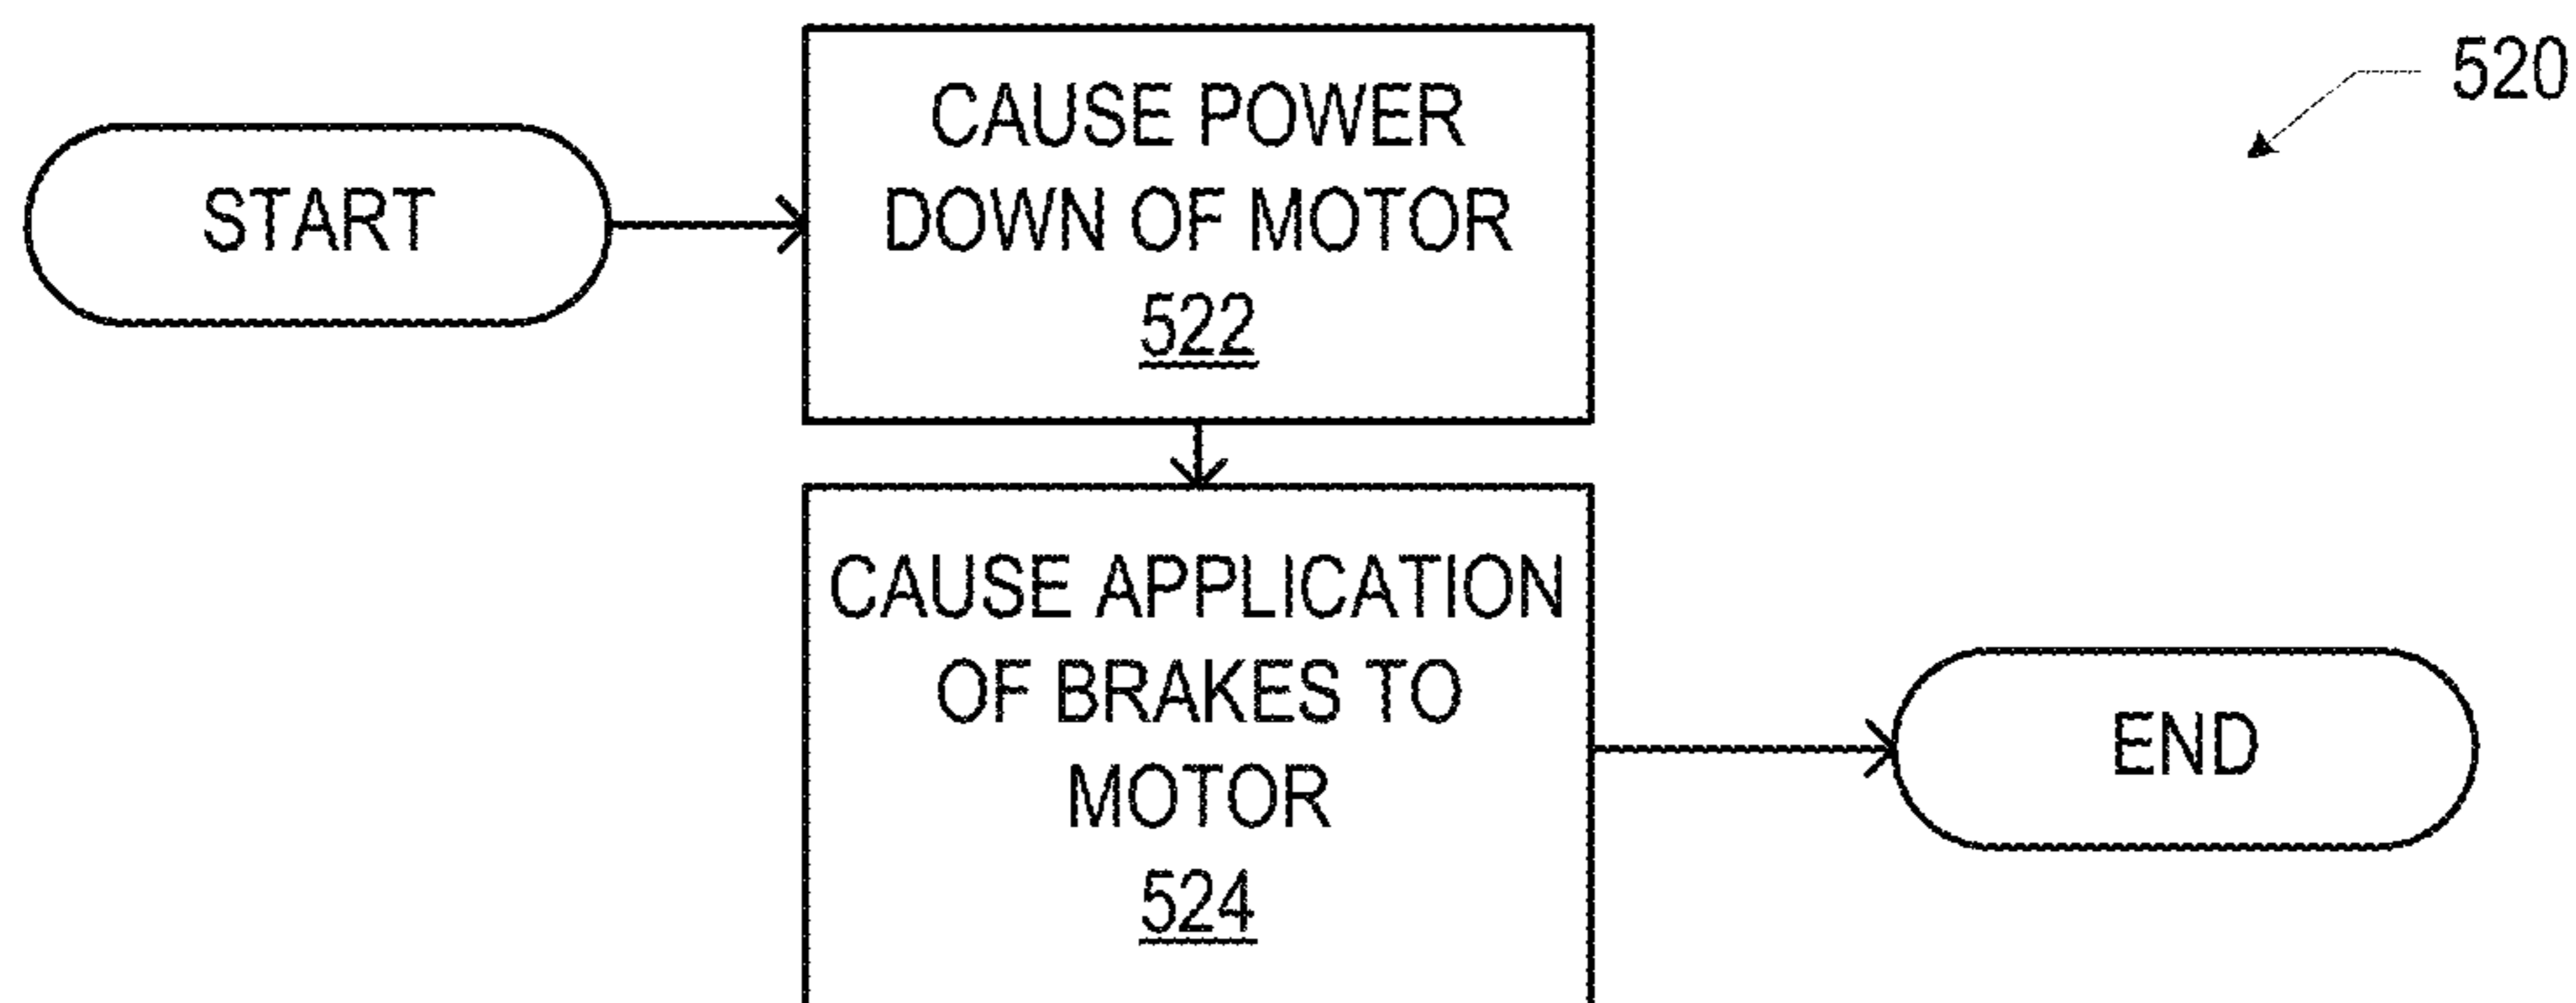 520
START
CAUSE POWER
DOWN OF MOTOR
522
CAUSE APPLICATION
OF BRAKES TO
MOTOR
524
END